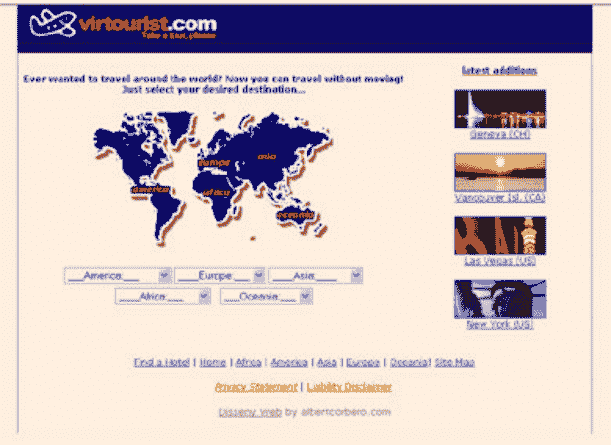 virtourist.com
Take a tour, please
Ever wanted to travel around the world? Now you can travel without moving!
Just select your desired destination...
america
europe
asia
africa
oceania
___America___
___Europe___
___Asia___
___Africa___
___Oceania___
latest additions
Geneva (CH)
Vancouver Isl. (CA)
Las Vegas (US)
New York (US)
Find a Hotel | Home | Africa | America | Asia | Europe | Oceania | Site Map
Privacy Statement | Liability Disclaimer
Disseny Web by albertcorbero.com